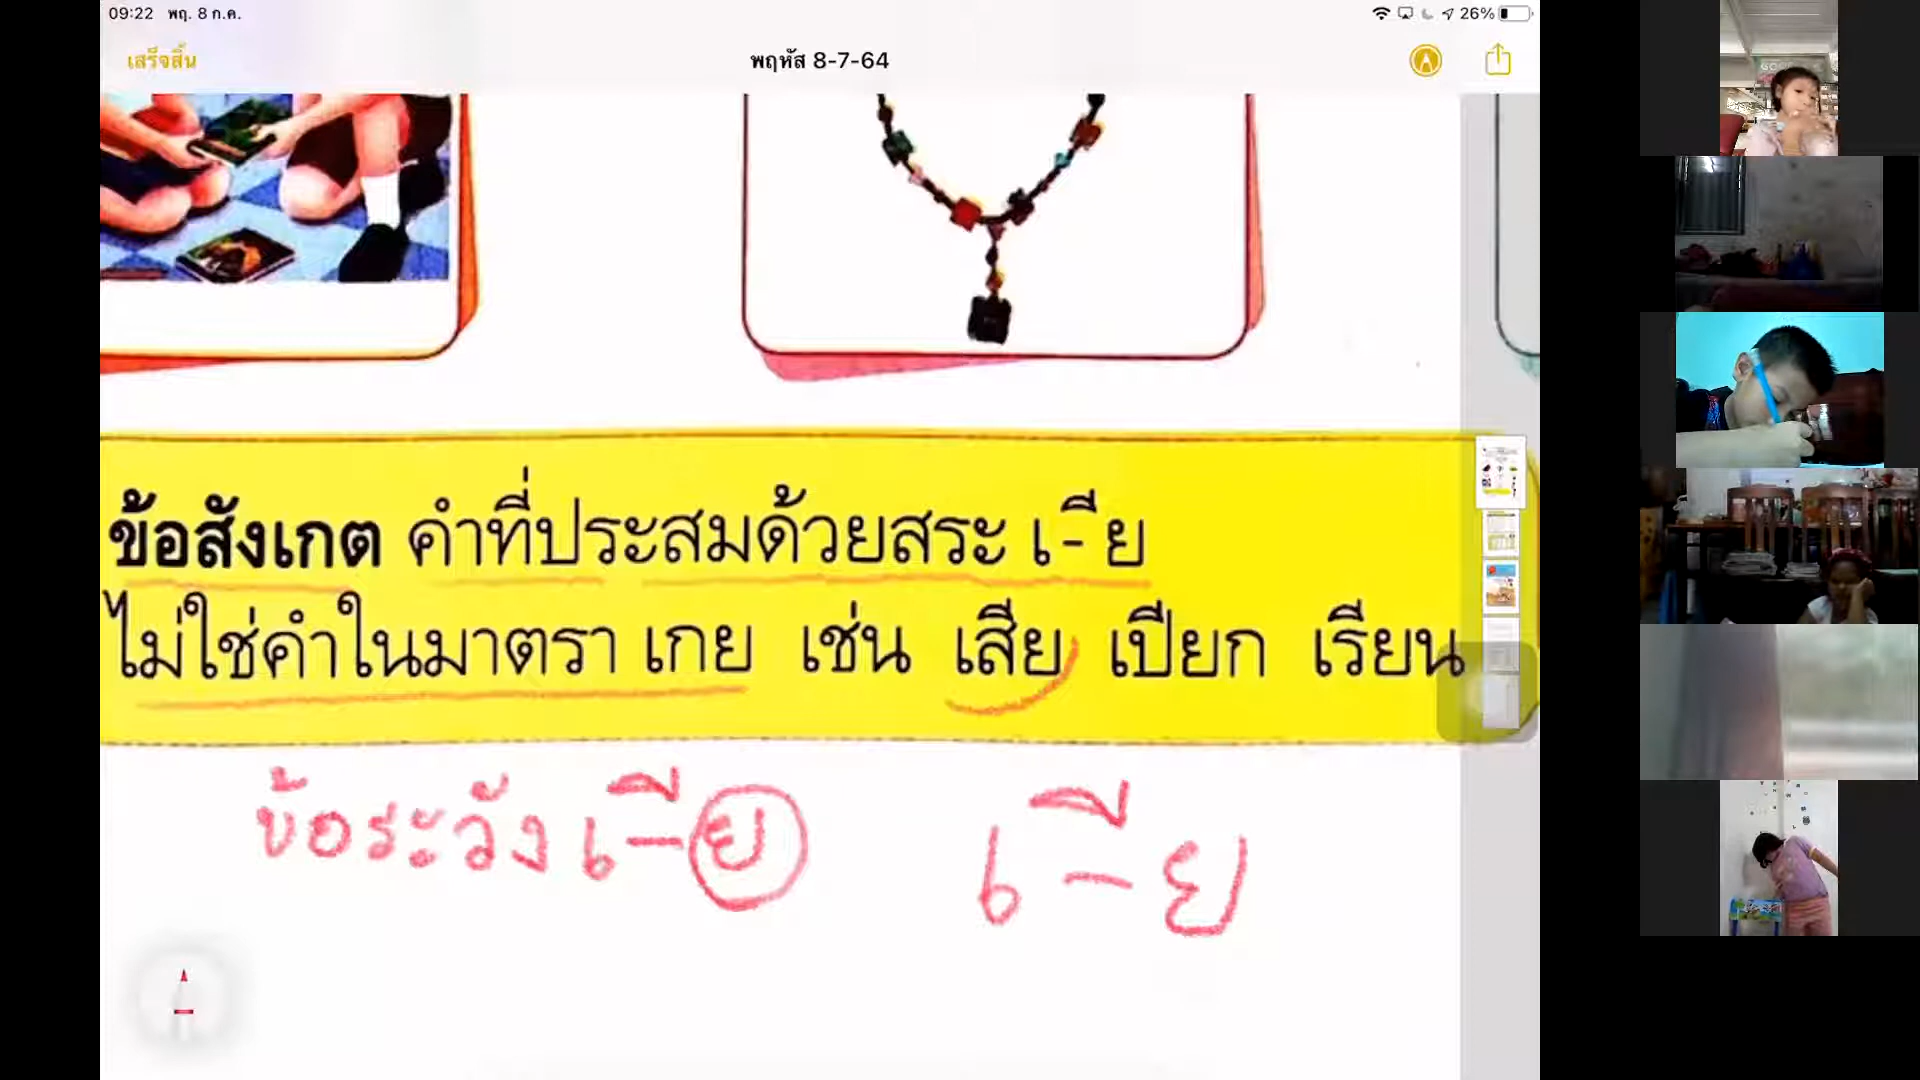 09:22 พฤ. 8 ก.ค.
26%
เสร็จสิ้น
พฤหัส 8-7-64
ข้อสังเกต คำที่ประสมด้วยสระ เ-ีย
ไม่ใช่คำในมาตรา เกย เช่น เสีย เปียก เรียน
ข้อระวัง เ-ีย เ-ีย